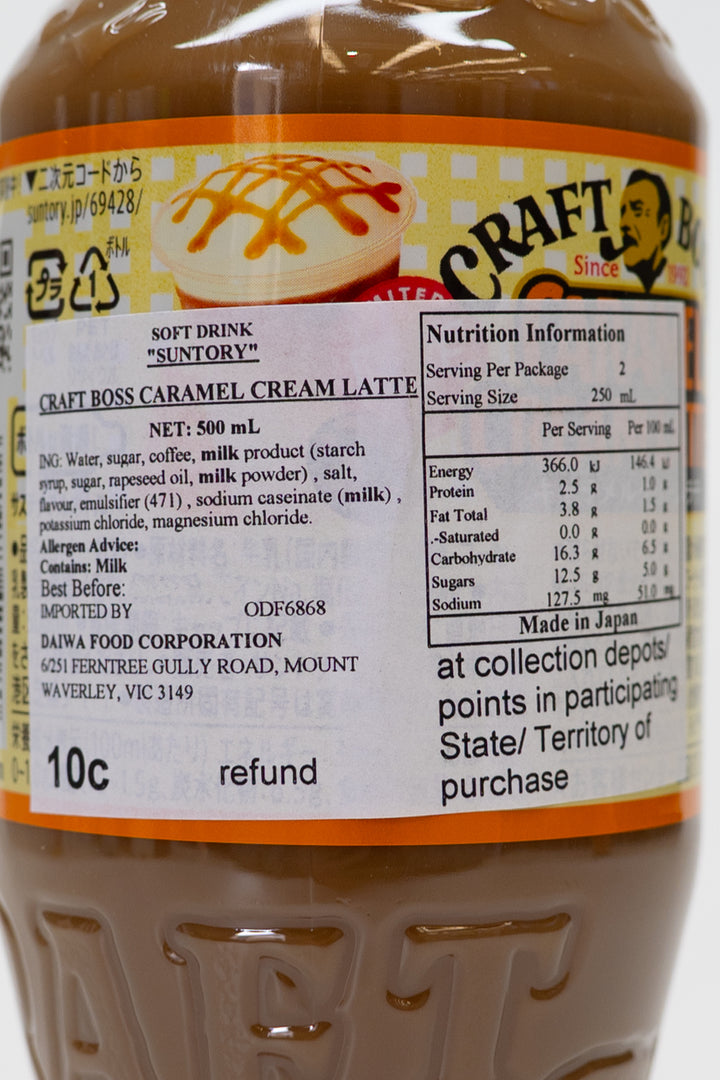 ▼二次元コードから
suntory.jp/69428/
プラ
1
ボトル
CRAFT
Since
SOFT DRINK
"SUNTORY"
CRAFT BOSS CARAMEL CREAM LATTE
NET: 500 mL
ING: Water, sugar, coffee, milk product (starch
syrup, sugar, rapeseed oil, milk powder) , salt,
flavour, emulsifier (471) , sodium caseinate (milk) ,
potassium chloride, magnesium chloride.
Allergen Advice:
Contains: Milk
Best Before:
IMPORTED BY ODF6868
DAIWA FOOD CORPORATION
6/251 FERNTREE GULLY ROAD, MOUNT
WAVERLEY, VIC 3149
10c refund
Nutrition Information
Serving Per Package 2
Serving Size 250 mL
Per Serving Per 100 mL
Energy 366.0 kJ 146.4 kJ
Protein 2.5 g 1.0 g
Fat Total 3.8 g 1.5 g
.-Saturated 0.0 g 0.0 g
Carbohydrate 16.3 g 6.5 g
Sugars 12.5 g 5.0 g
Sodium 127.5 mg 51.0 mg
Made in Japan
at collection depots/
points in participating
State/ Territory of
purchase